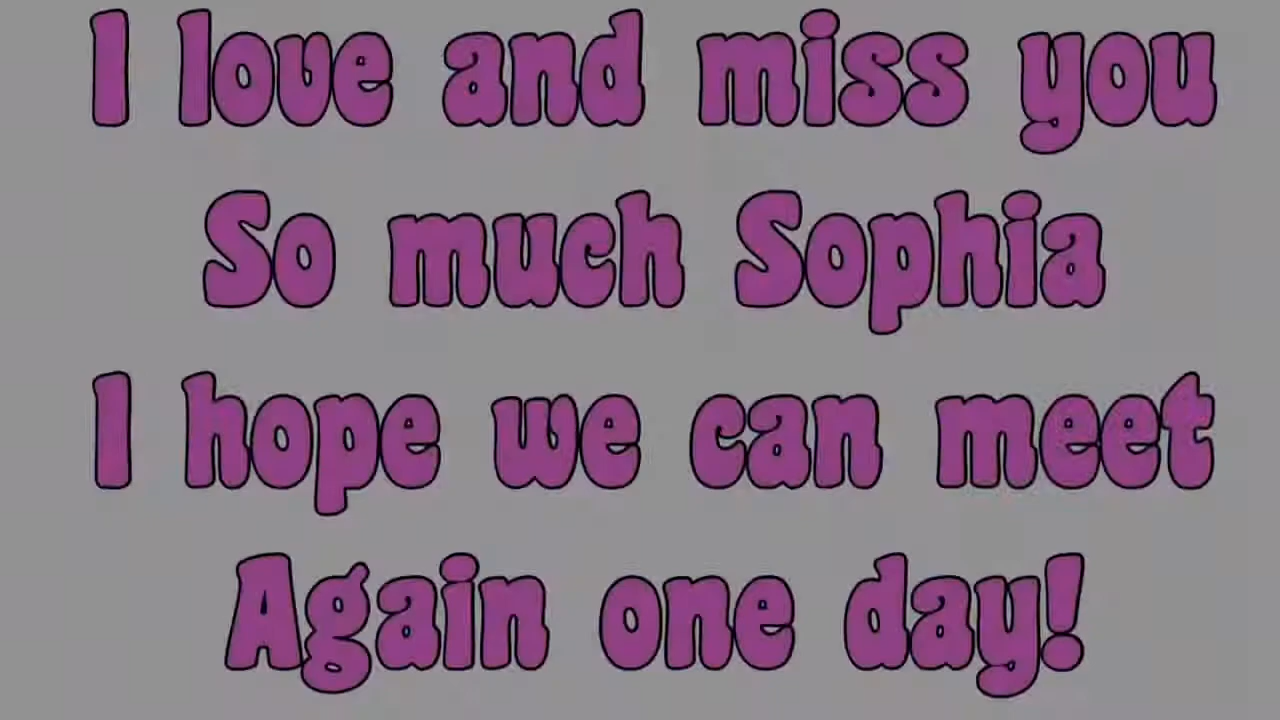 I love and miss you
So much Sophia
I hope we can meet
Again one day!